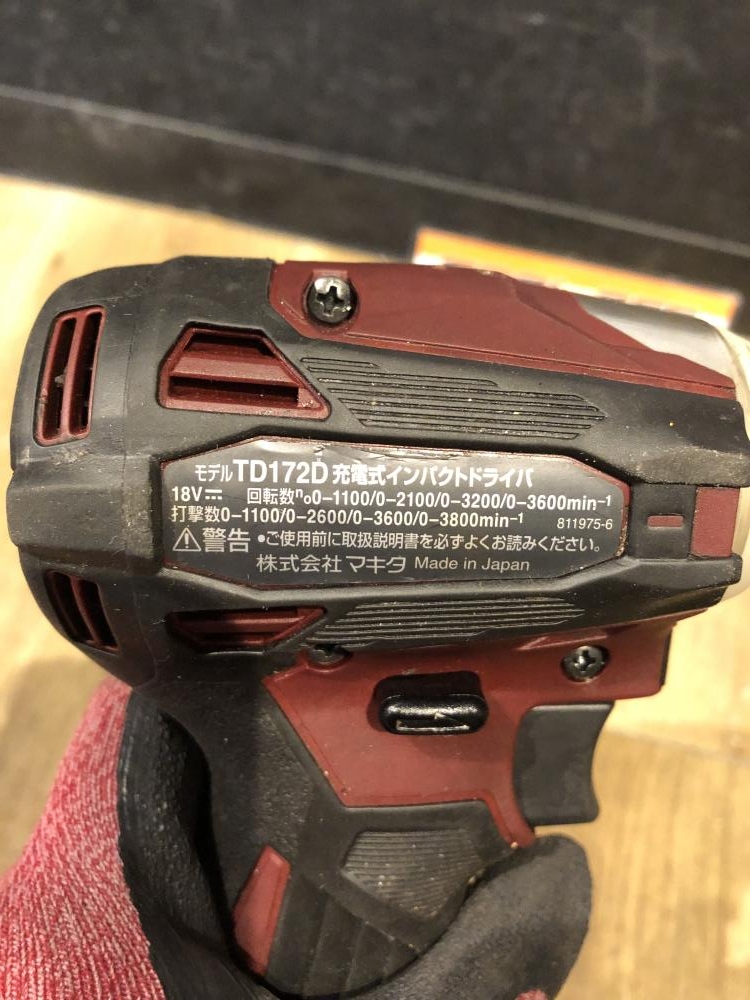 モデルTD172D 充電式インパクトドライバ
18V⎓ 回転数n₀0−1100/0−2100/0−3200/0−3600min⁻¹
打撃数0−1100/0−2600/0−3600/0−3800min⁻¹ 811975-6
⚠警告 •ご使用前に取扱説明書を必ずよくお読みください。
株式会社 マキタ Made in Japan